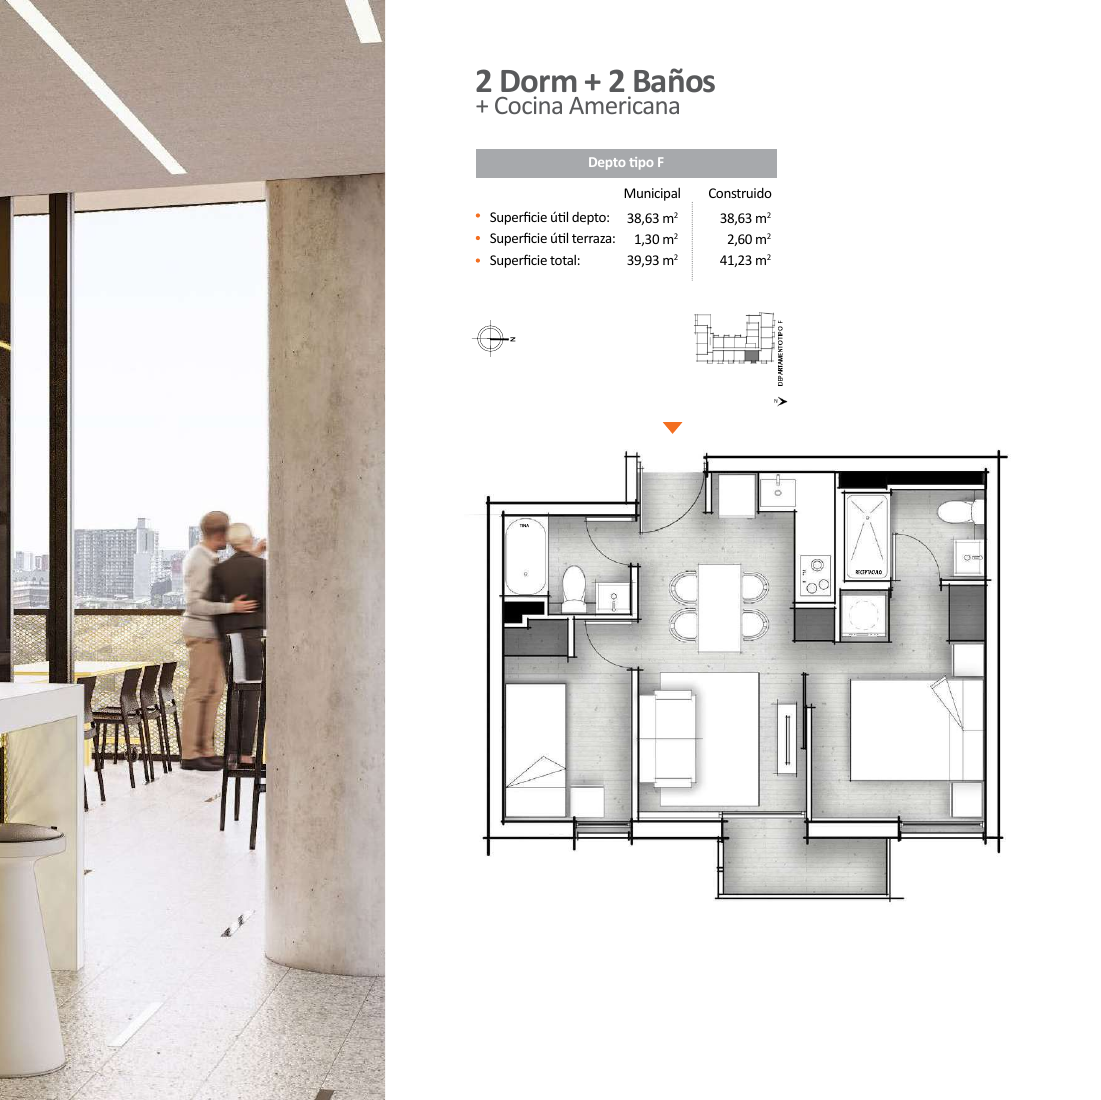 2 Dorm + 2 Baños
+ Cocina Americana
Depto tipo F
Municipal Construido
• Superficie útil depto: 38,63 m² 38,63 m²
• Superficie útil terraza: 1,30 m² 2,60 m²
• Superficie total: 39,93 m² 41,23 m²
N
DEPARTAMENTO TIPO F
N
TINA
RECEPTACULO